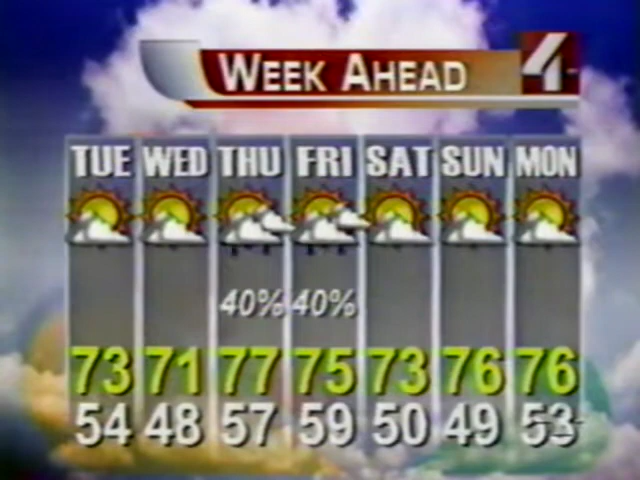 WEEK AHEAD 4
TUE WED THU FRI SAT SUN MON
40% 40%
73 71 77 75 73 76 76
54 48 57 59 50 49 53